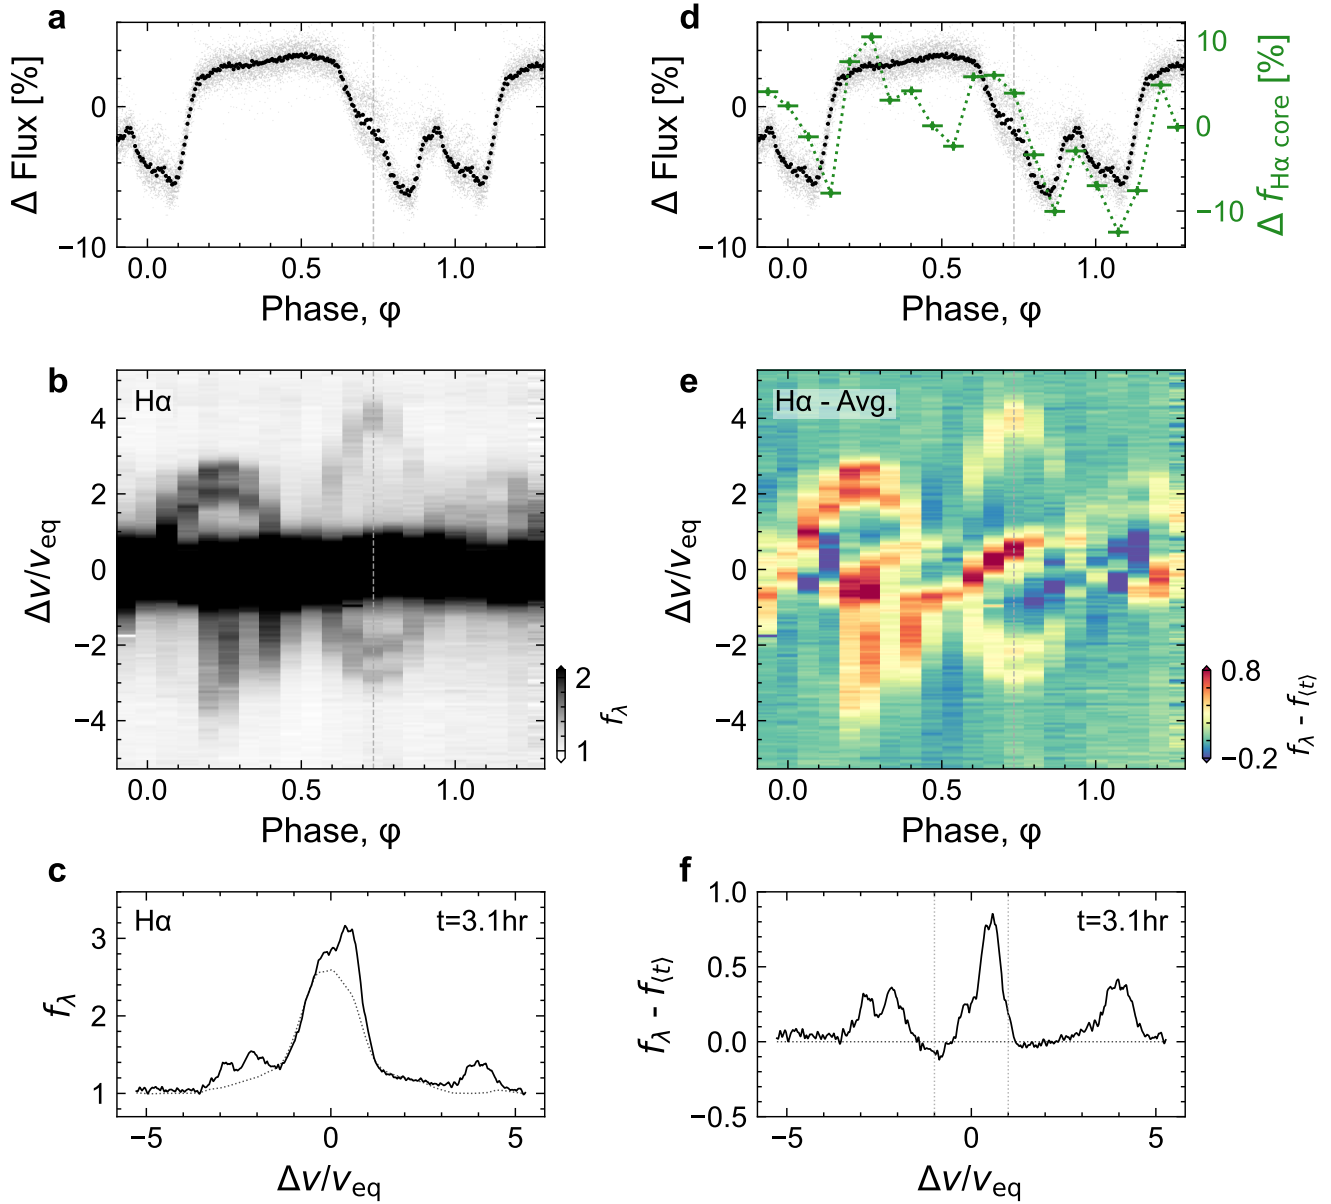 a
Δ Flux [%]
0
−10
0.0 0.5 1.0
Phase, φ
d
Δ Flux [%]
0
−10
10
0
−10
Δ f_Hα core [%]
0.0 0.5 1.0
Phase, φ
b
Hα
Δv/v_eq
4
2
0
−2
−4
2
1
f_λ
0.0 0.5 1.0
Phase, φ
e
Hα - Avg.
Δv/v_eq
4
2
0
−2
−4
0.8
−0.2
f_λ - f_⟨t⟩
0.0 0.5 1.0
Phase, φ
c
Hα t=3.1hr
f_λ
3
2
1
−5 0 5
Δv/v_eq
f
t=3.1hr
f_λ - f_⟨t⟩
1.0
0.5
0.0
−0.5
−5 0 5
Δv/v_eq